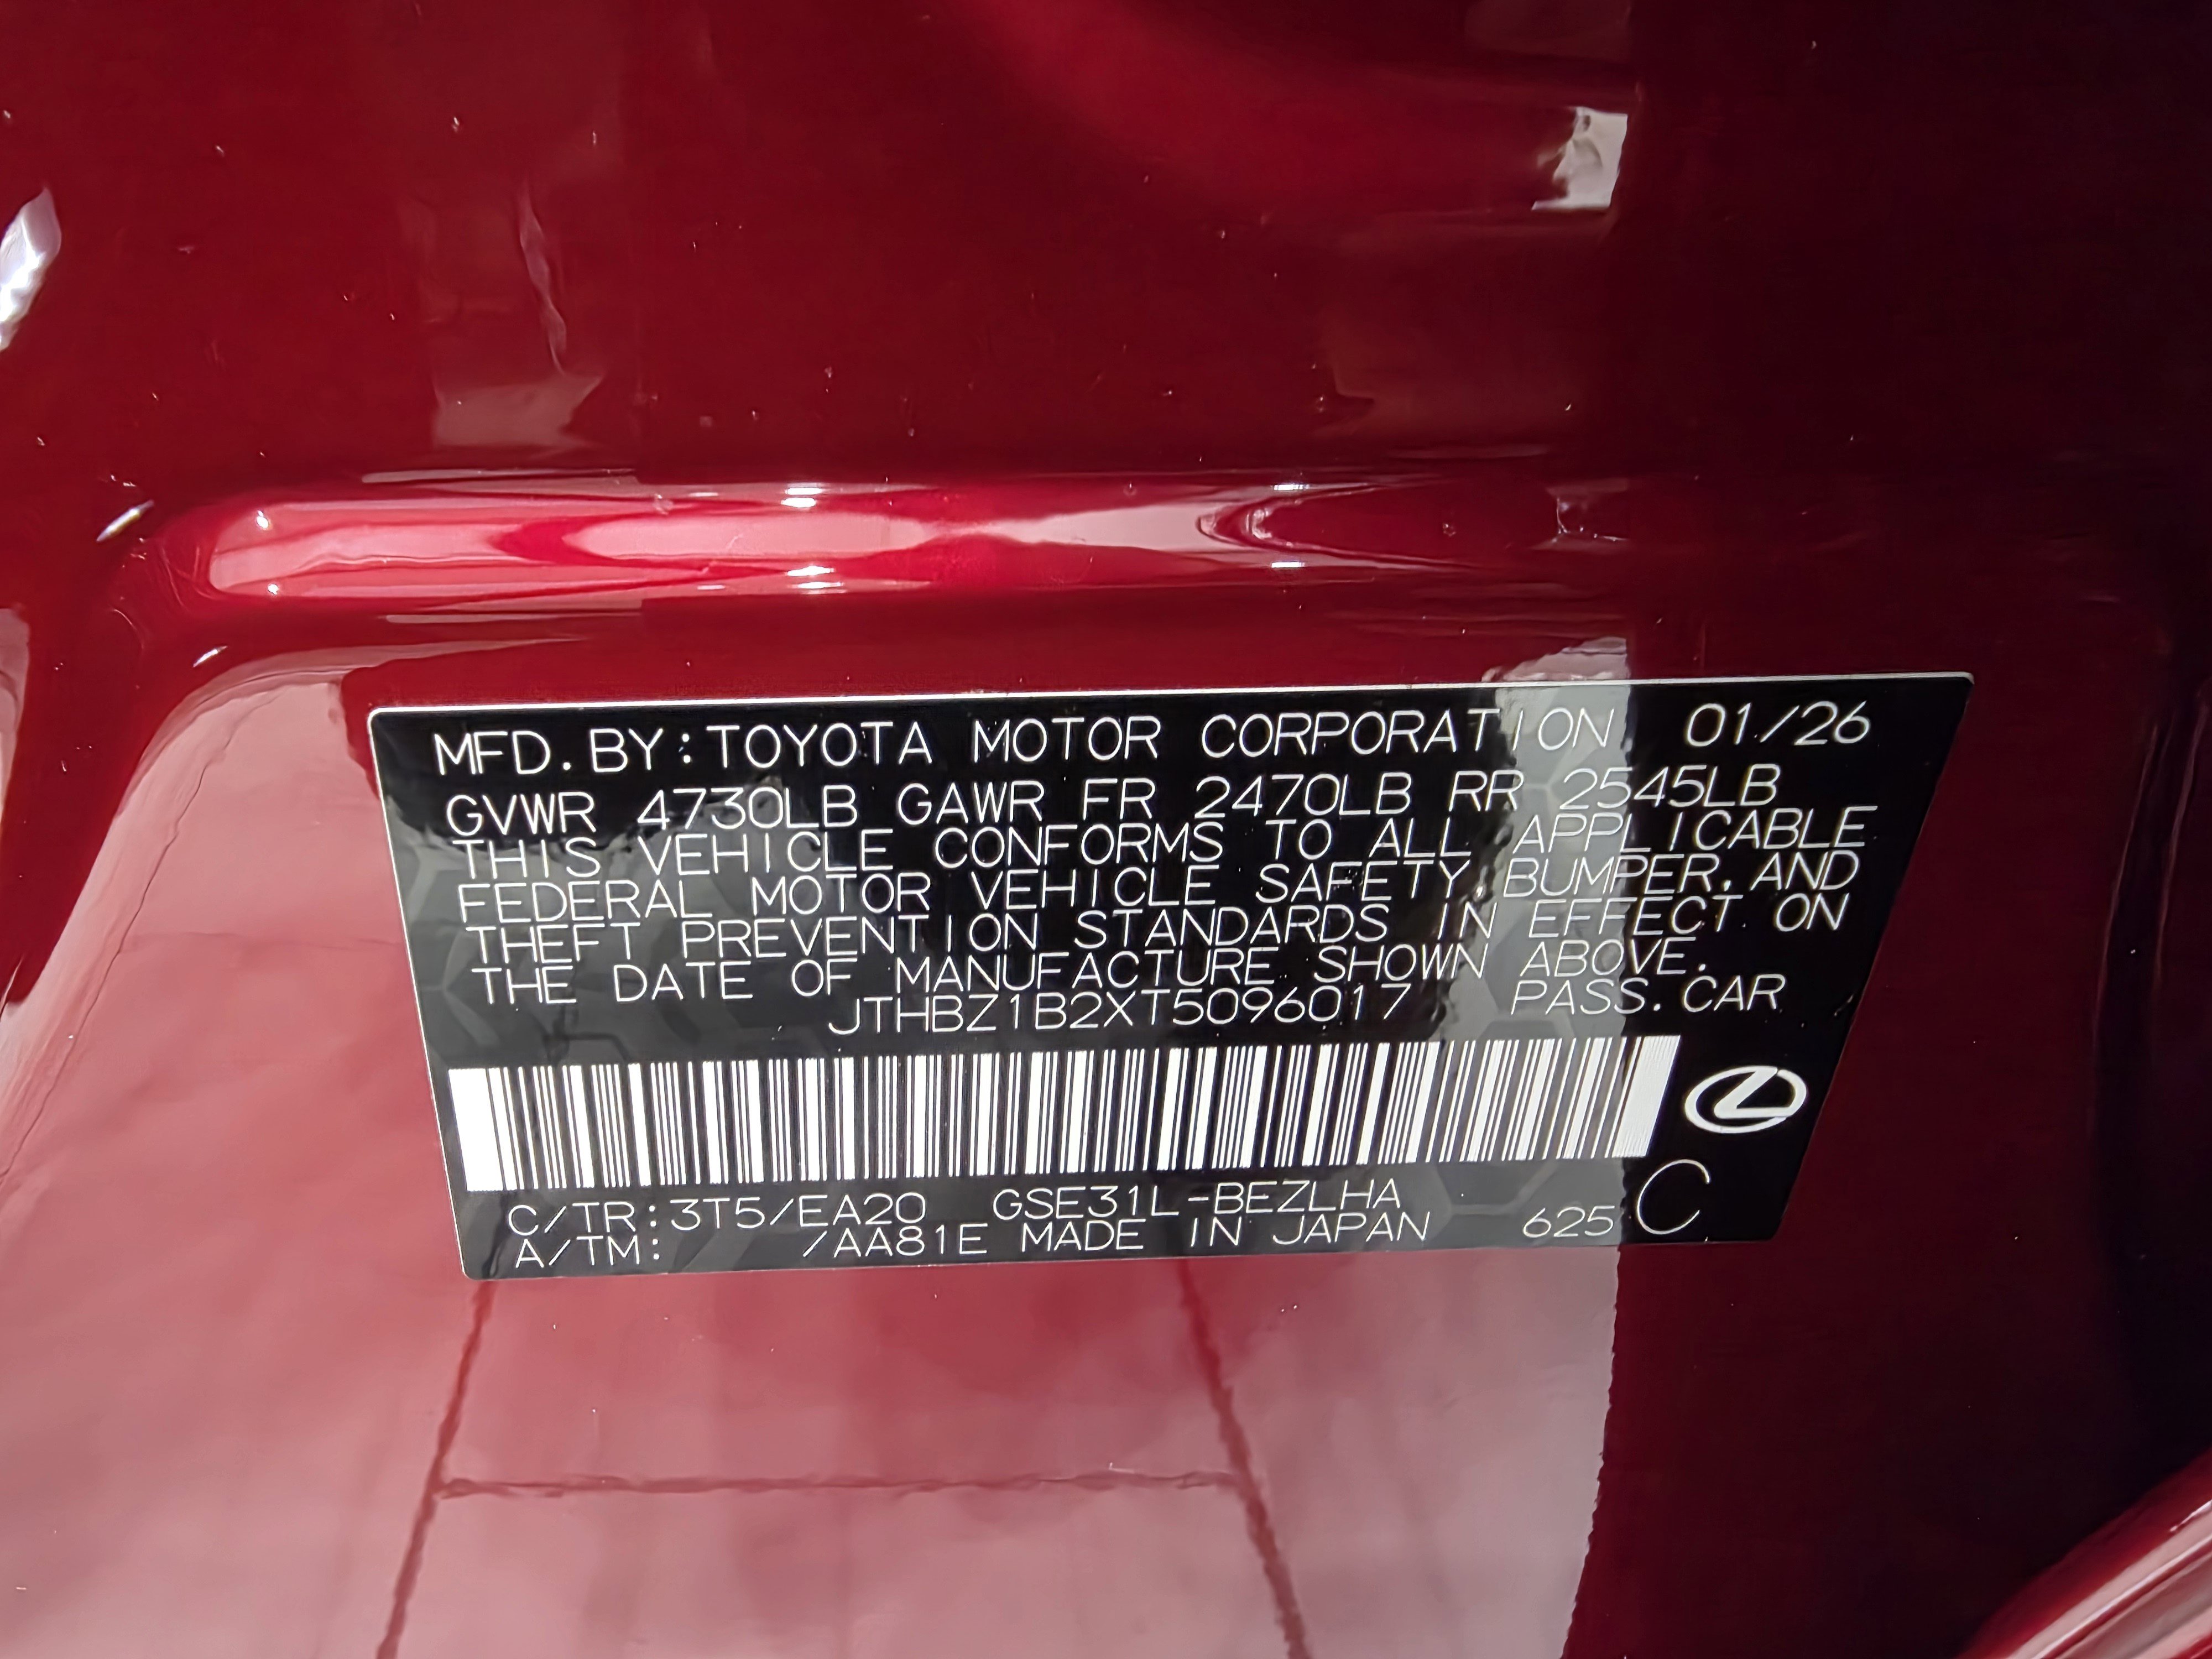 MFD. BY: TOYOTA MOTOR CORPORATION 01/26
GVWR 4730LB GAWR FR 2470LB RR 2545LB
THIS VEHICLE CONFORMS TO ALL APPLICABLE
FEDERAL MOTOR VEHICLE SAFETY BUMPER, AND
THEFT PREVENTION STANDARDS IN EFFECT ON
THE DATE OF MANUFACTURE SHOWN ABOVE.
JTHBZ1B2XT5096017 PASS. CAR
C/TR: 3T5/EA20 GSE31L-BEZLHA
A/TM: /AA81E MADE IN JAPAN 625 C